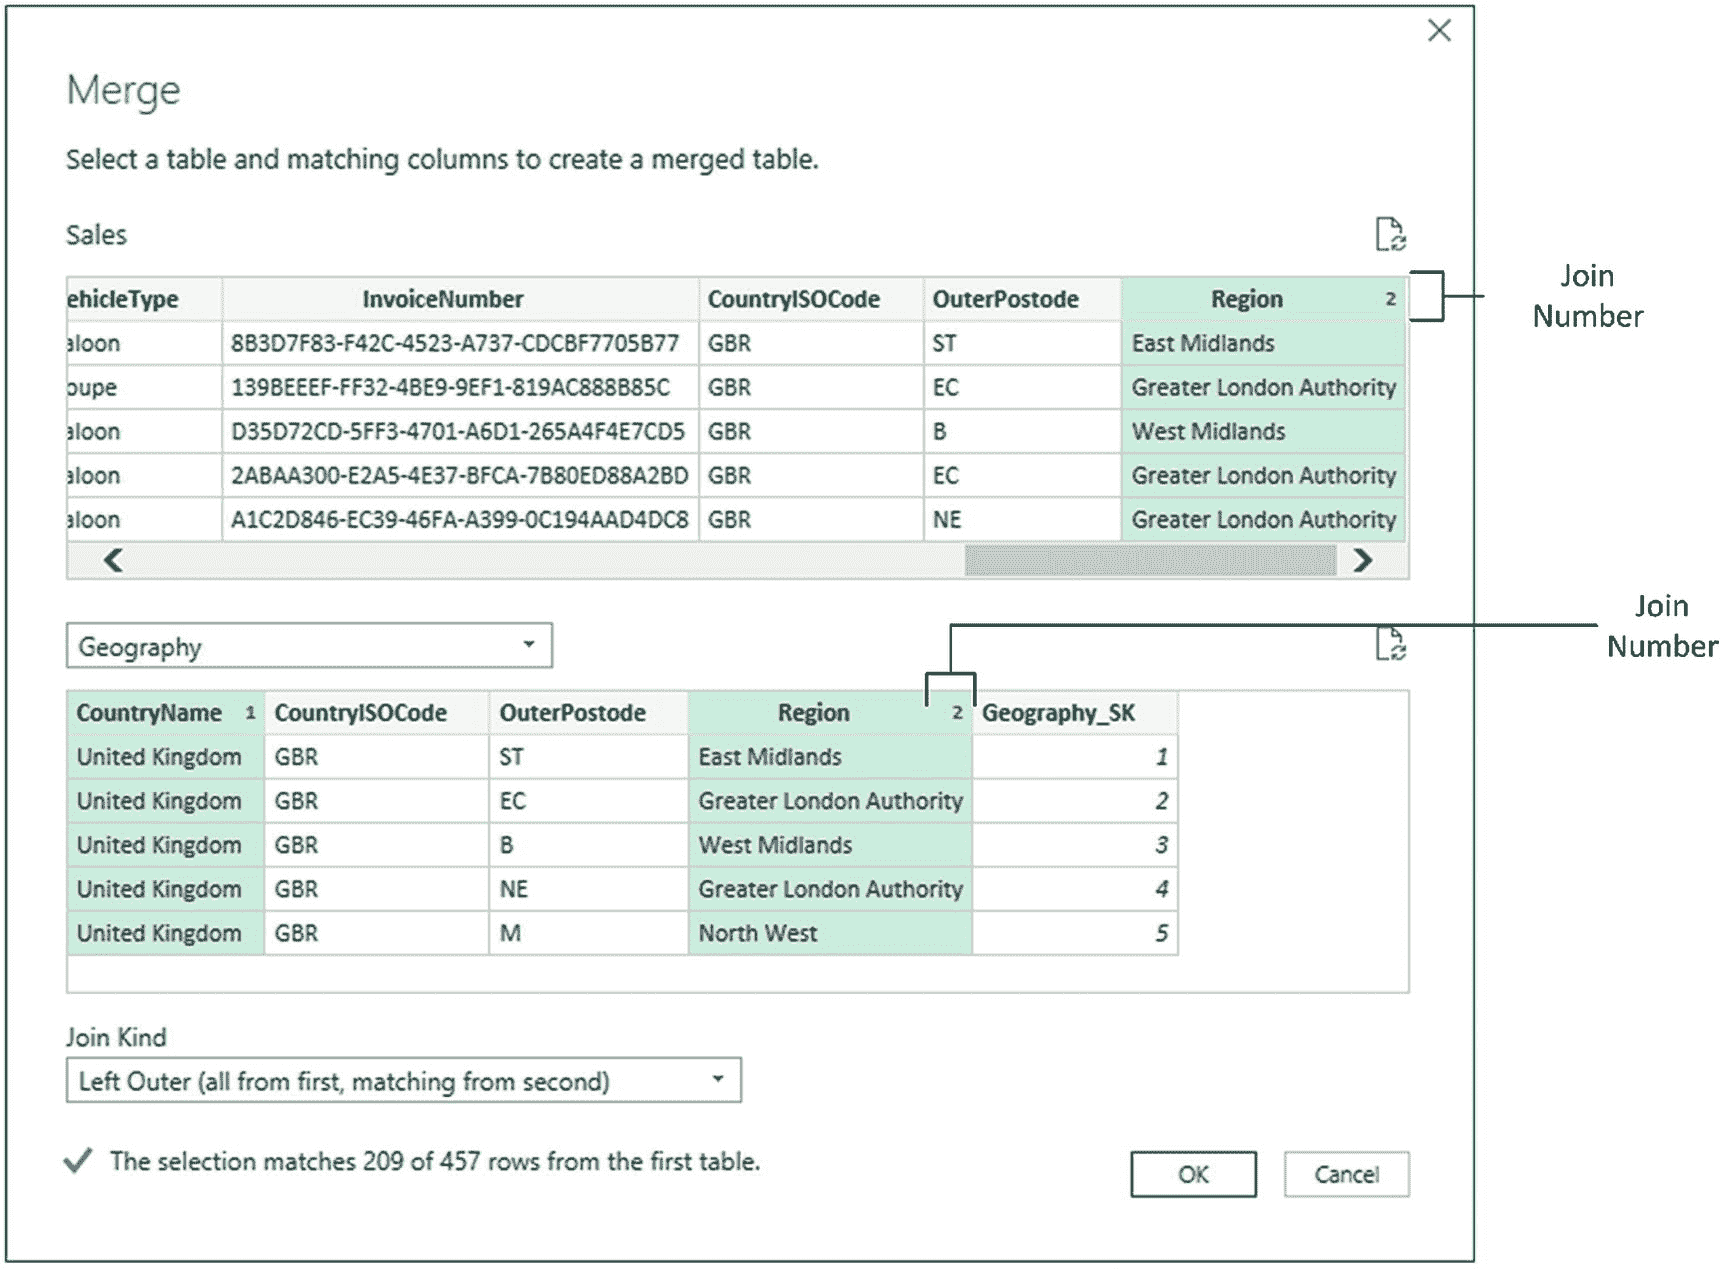 Merge
Select a table and matching columns to create a merged table.
Sales
ehicleType InvoiceNumber CountryISOCode OuterPostode Region 2
aloon 8B3D7F83-F42C-4523-A737-CDCBF7705B77 GBR ST East Midlands
oupe 139BEEEF-FF32-4BE9-9EF1-819AC888B85C GBR EC Greater London Authority
aloon D35D72CD-5FF3-4701-A6D1-265A4F4E7CD5 GBR B West Midlands
aloon 2ABAA300-E2A5-4E37-BFCA-7B80ED88A2BD GBR EC Greater London Authority
aloon A1C2D846-EC39-46FA-A399-0C194AAD4DC8 GBR NE Greater London Authority
Join
Number
Geography
Join
Number
CountryName 1 CountryISOCode OuterPostode Region 2 Geography_SK
United Kingdom GBR ST East Midlands 1
United Kingdom GBR EC Greater London Authority 2
United Kingdom GBR B West Midlands 3
United Kingdom GBR NE Greater London Authority 4
United Kingdom GBR M North West 5
Join Kind
Left Outer (all from first, matching from second)
The selection matches 209 of 457 rows from the first table.
OK Cancel